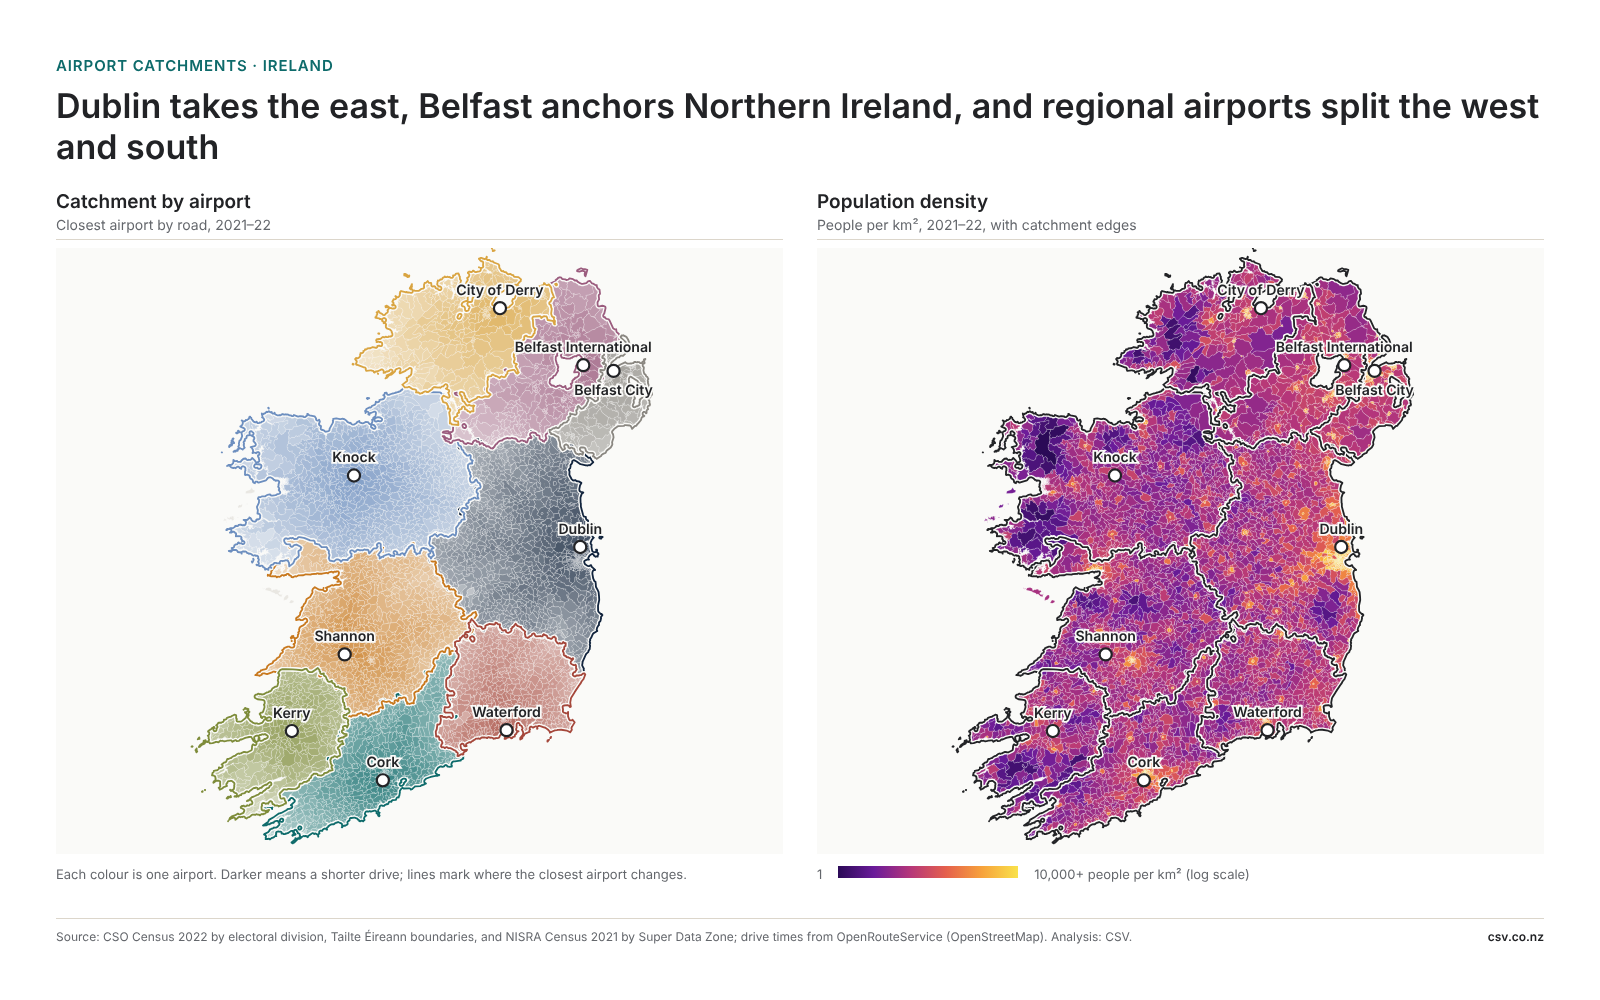 AIRPORT CATCHMENTS · IRELAND
Dublin takes the east, Belfast anchors Northern Ireland, and regional airports split the west
and south
Catchment by airport
Closest airport by road, 2021–22
City of Derry
Belfast International
Belfast City
Knock
Dublin
Shannon
Kerry
Waterford
Cork
Each colour is one airport. Darker means a shorter drive; lines mark where the closest airport changes.
Population density
People per km², 2021–22, with catchment edges
City of Derry
Belfast International
Belfast City
Knock
Dublin
Shannon
Kerry
Waterford
Cork
1 10,000+ people per km² (log scale)
Source: CSO Census 2022 by electoral division, Tailte Éireann boundaries, and NISRA Census 2021 by Super Data Zone; drive times from OpenRouteService (OpenStreetMap). Analysis: CSV.
csv.co.nz